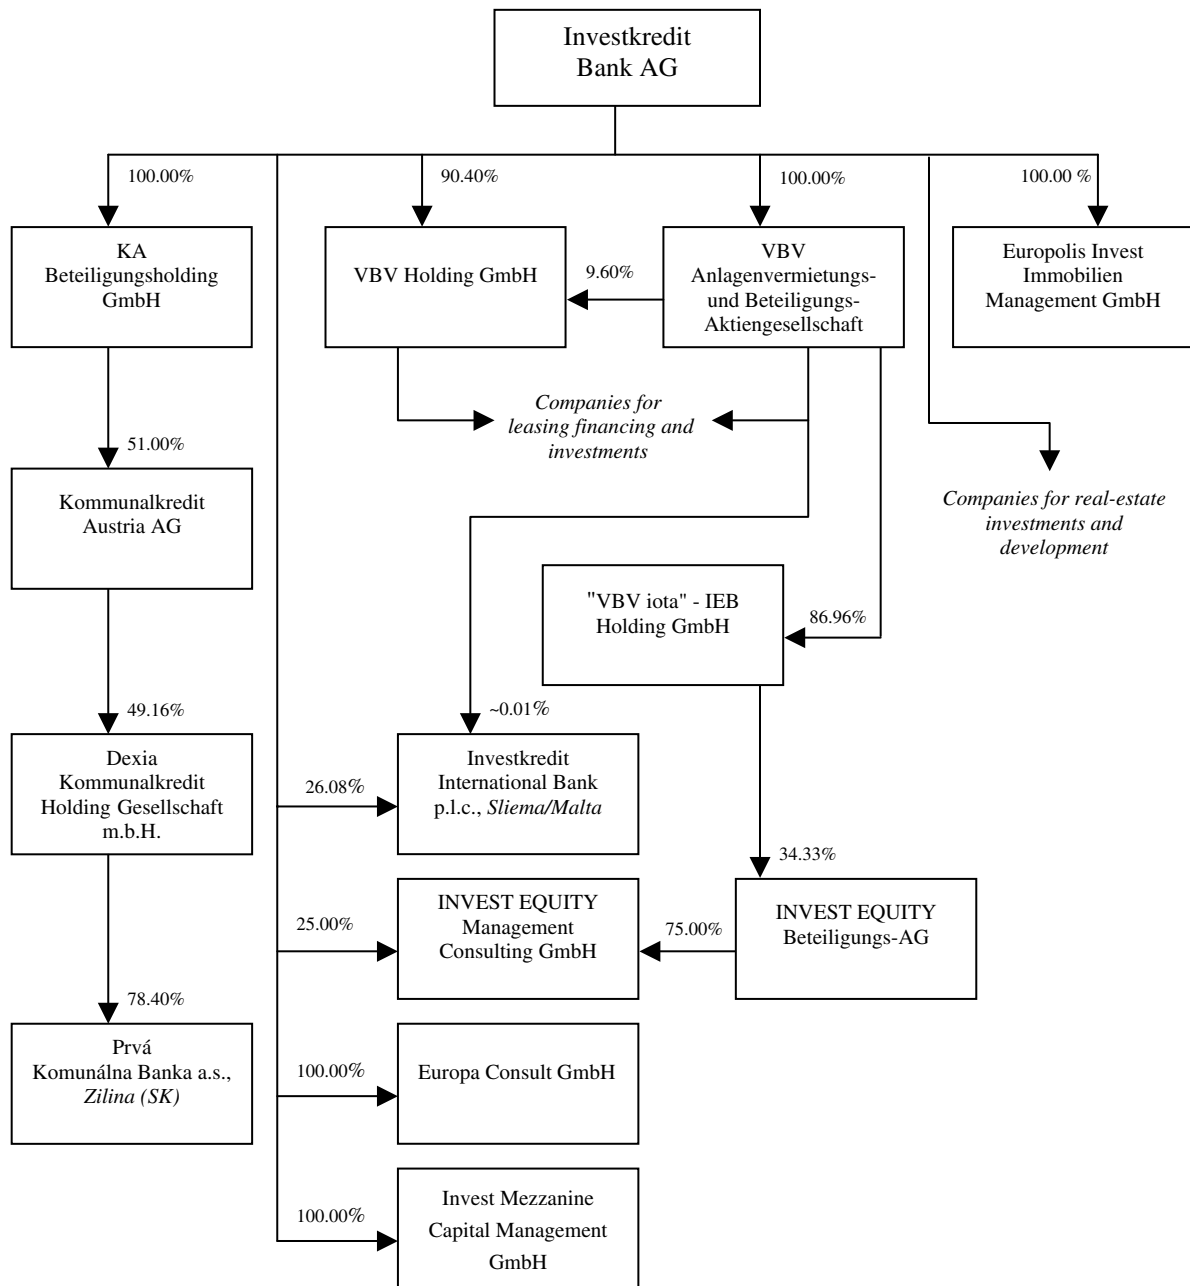 Investkredit
Bank AG
100.00%
90.40%
100.00%
100.00 %
KA
Beteiligungsholding
GmbH
VBV Holding GmbH
9.60%
VBV
Anlagenvermietungs-
und Beteiligungs-
Aktiengesellschaft
Europolis Invest
Immobilien
Management GmbH
Companies for
leasing financing and
investments
51.00%
Kommunalkredit
Austria AG
Companies for real-estate
investments and
development
"VBV iota" - IEB
Holding GmbH
86.96%
49.16%
~0.01%
Dexia
Kommunalkredit
Holding Gesellschaft
m.b.H.
26.08%
Investkredit
International Bank
p.l.c., Sliema/Malta
34.33%
25.00%
INVEST EQUITY
Management
Consulting GmbH
75.00%
INVEST EQUITY
Beteiligungs-AG
78.40%
Prvá
Komunálna Banka a.s.,
Zilina (SK)
100.00%
Europa Consult GmbH
100.00%
Invest Mezzanine
Capital Management
GmbH